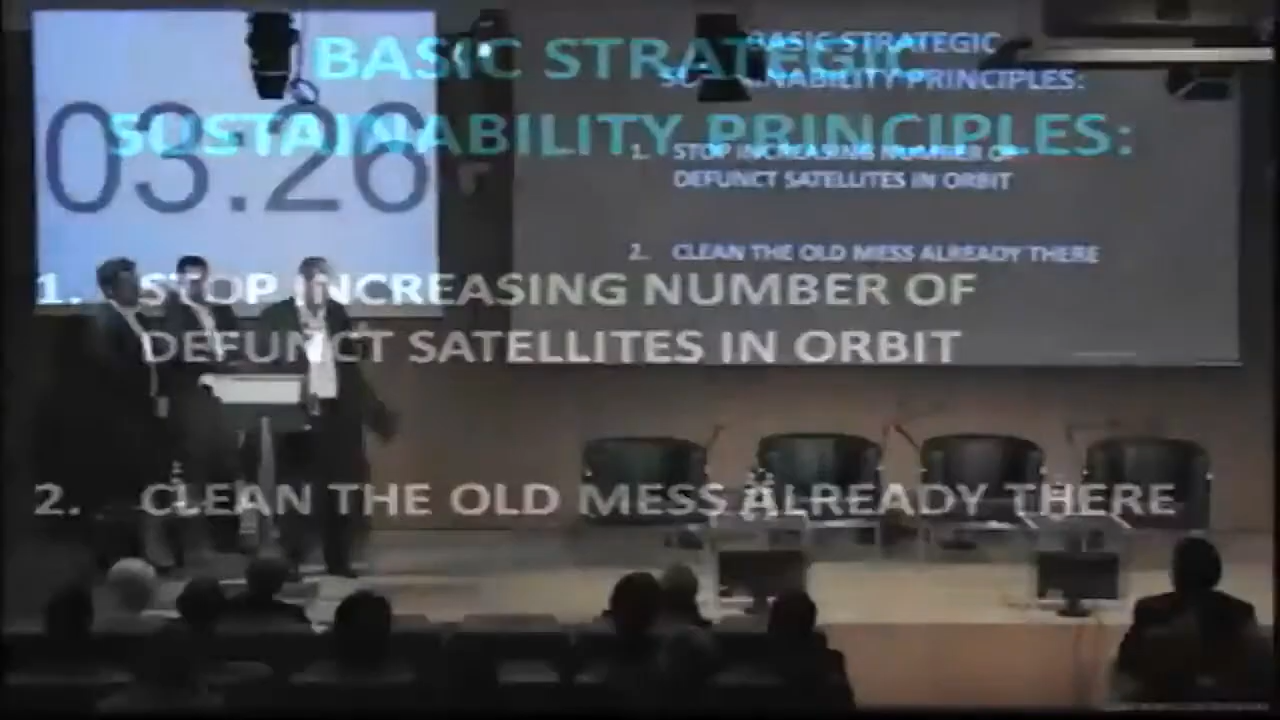 BASIC STRATEGIC
SUSTAINABILITY PRINCIPLES:
1. STOP INCREASING NUMBER OF
DEFUNCT SATELLITES IN ORBIT
2. CLEAN THE OLD MESS ALREADY THERE
03:26
BASIC STRATEGIC
SUSTAINABILITY PRINCIPLES:
1. STOP INCREASING NUMBER OF
DEFUNCT SATELLITES IN ORBIT
2. CLEAN THE OLD MESS ALREADY THERE